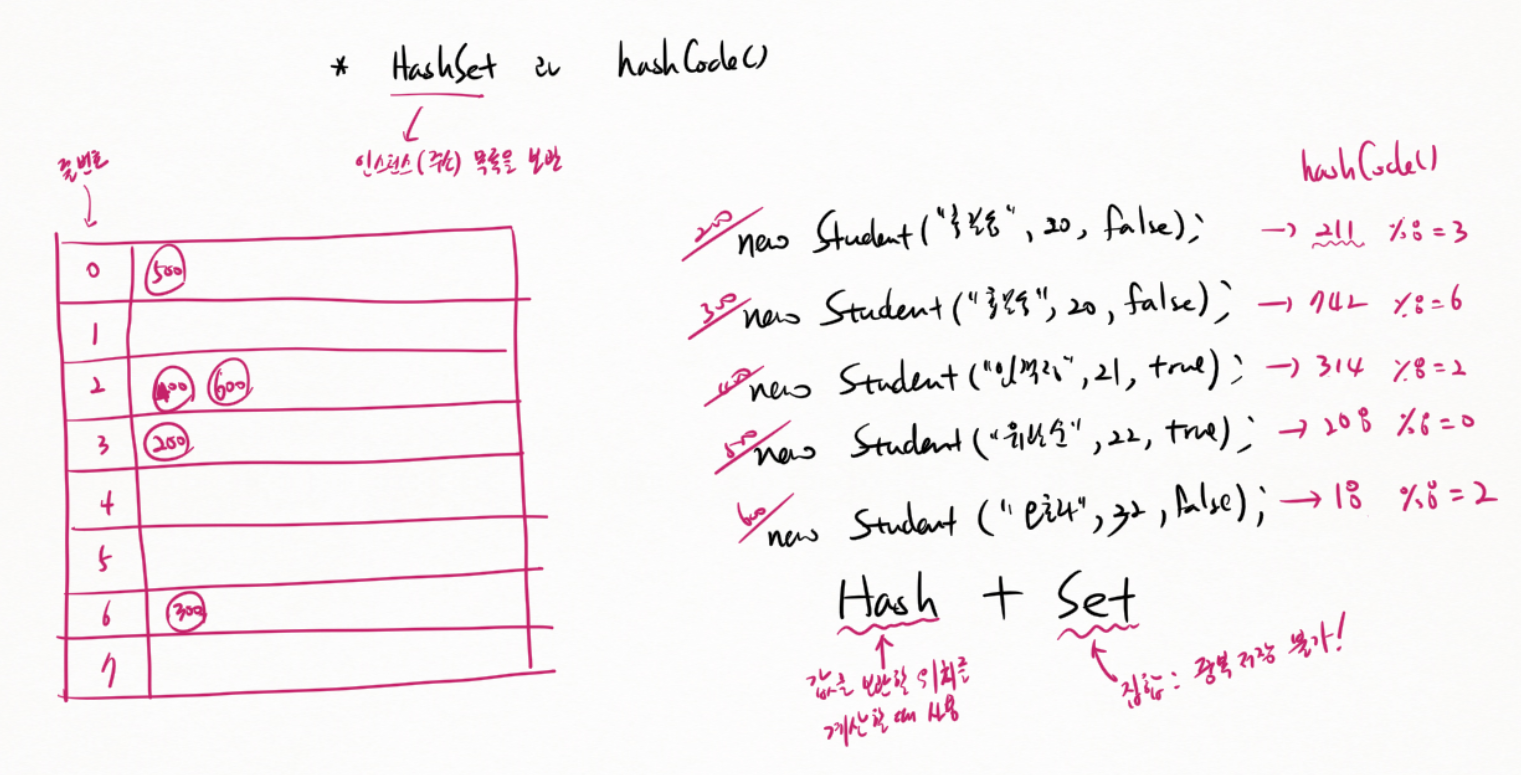 * HashSet 과 hashCode()
인스턴스(주소) 목록을 보관
줄번호
hashCode()
0 500
1
2 400 600
3 200
4
5
6 300
7
200 new Student("홍길동", 20, false); → 211 %8 = 3
300 new Student("홍길동", 20, false); → 742 %8 = 6
400 new Student("임꺽정", 21, true); → 314 %8 = 2
500 new Student("유관순", 22, true); → 208 %8 = 0
600 new Student(" ", 32, false); → 18 %8 = 2
Hash + Set
값을 보관할 위치를
계산할 때 사용
집합: 중복 저장 불가!